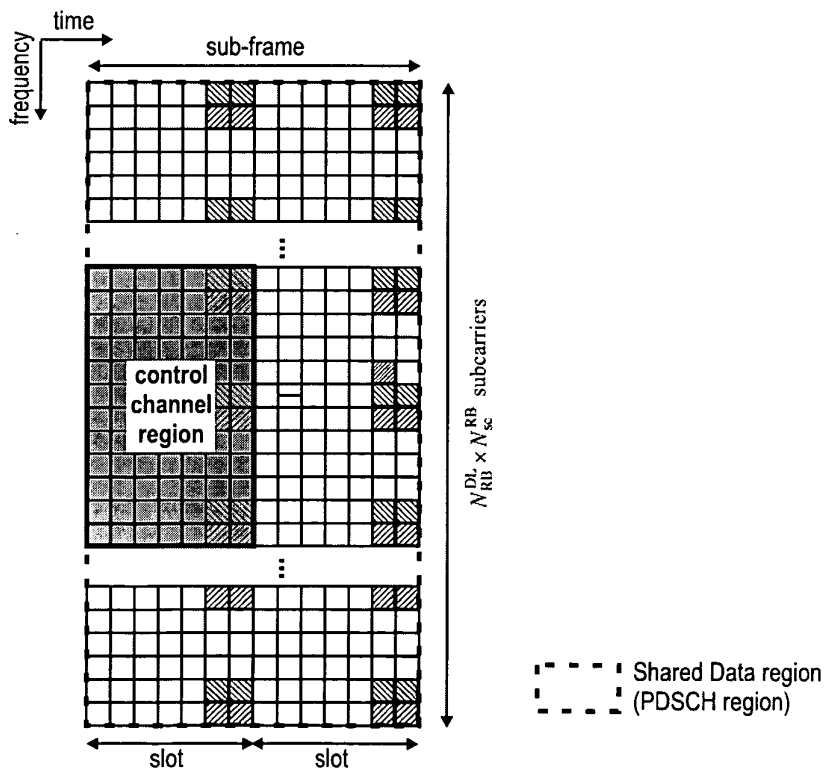 time
frequency
sub-frame
control
channel
region
N_RB^DL × N_sc^RB subcarriers
slot
slot
Shared Data region
(PDSCH region)